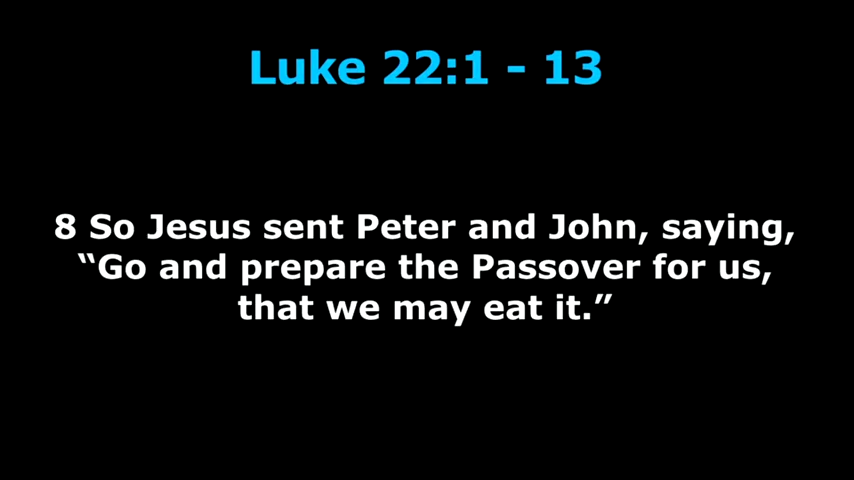 Luke 22:1 - 13
8 So Jesus sent Peter and John, saying,
“Go and prepare the Passover for us,
that we may eat it.”